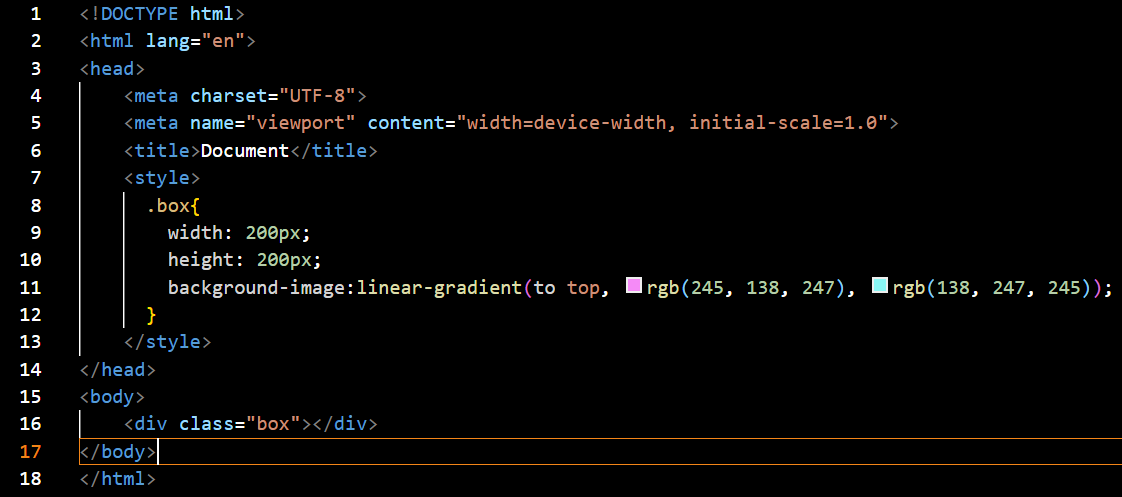 1 <!DOCTYPE html>
2 <html lang="en">
3 <head>
4     <meta charset="UTF-8">
5     <meta name="viewport" content="width=device-width, initial-scale=1.0">
6     <title>Document</title>
7     <style>
8       .box{
9         width: 200px;
10         height: 200px;
11         background-image:linear-gradient(to top, rgb(245, 138, 247), rgb(138, 247, 245));
12       }
13     </style>
14 </head>
15 <body>
16     <div class="box"></div>
17 </body>
18 </html>